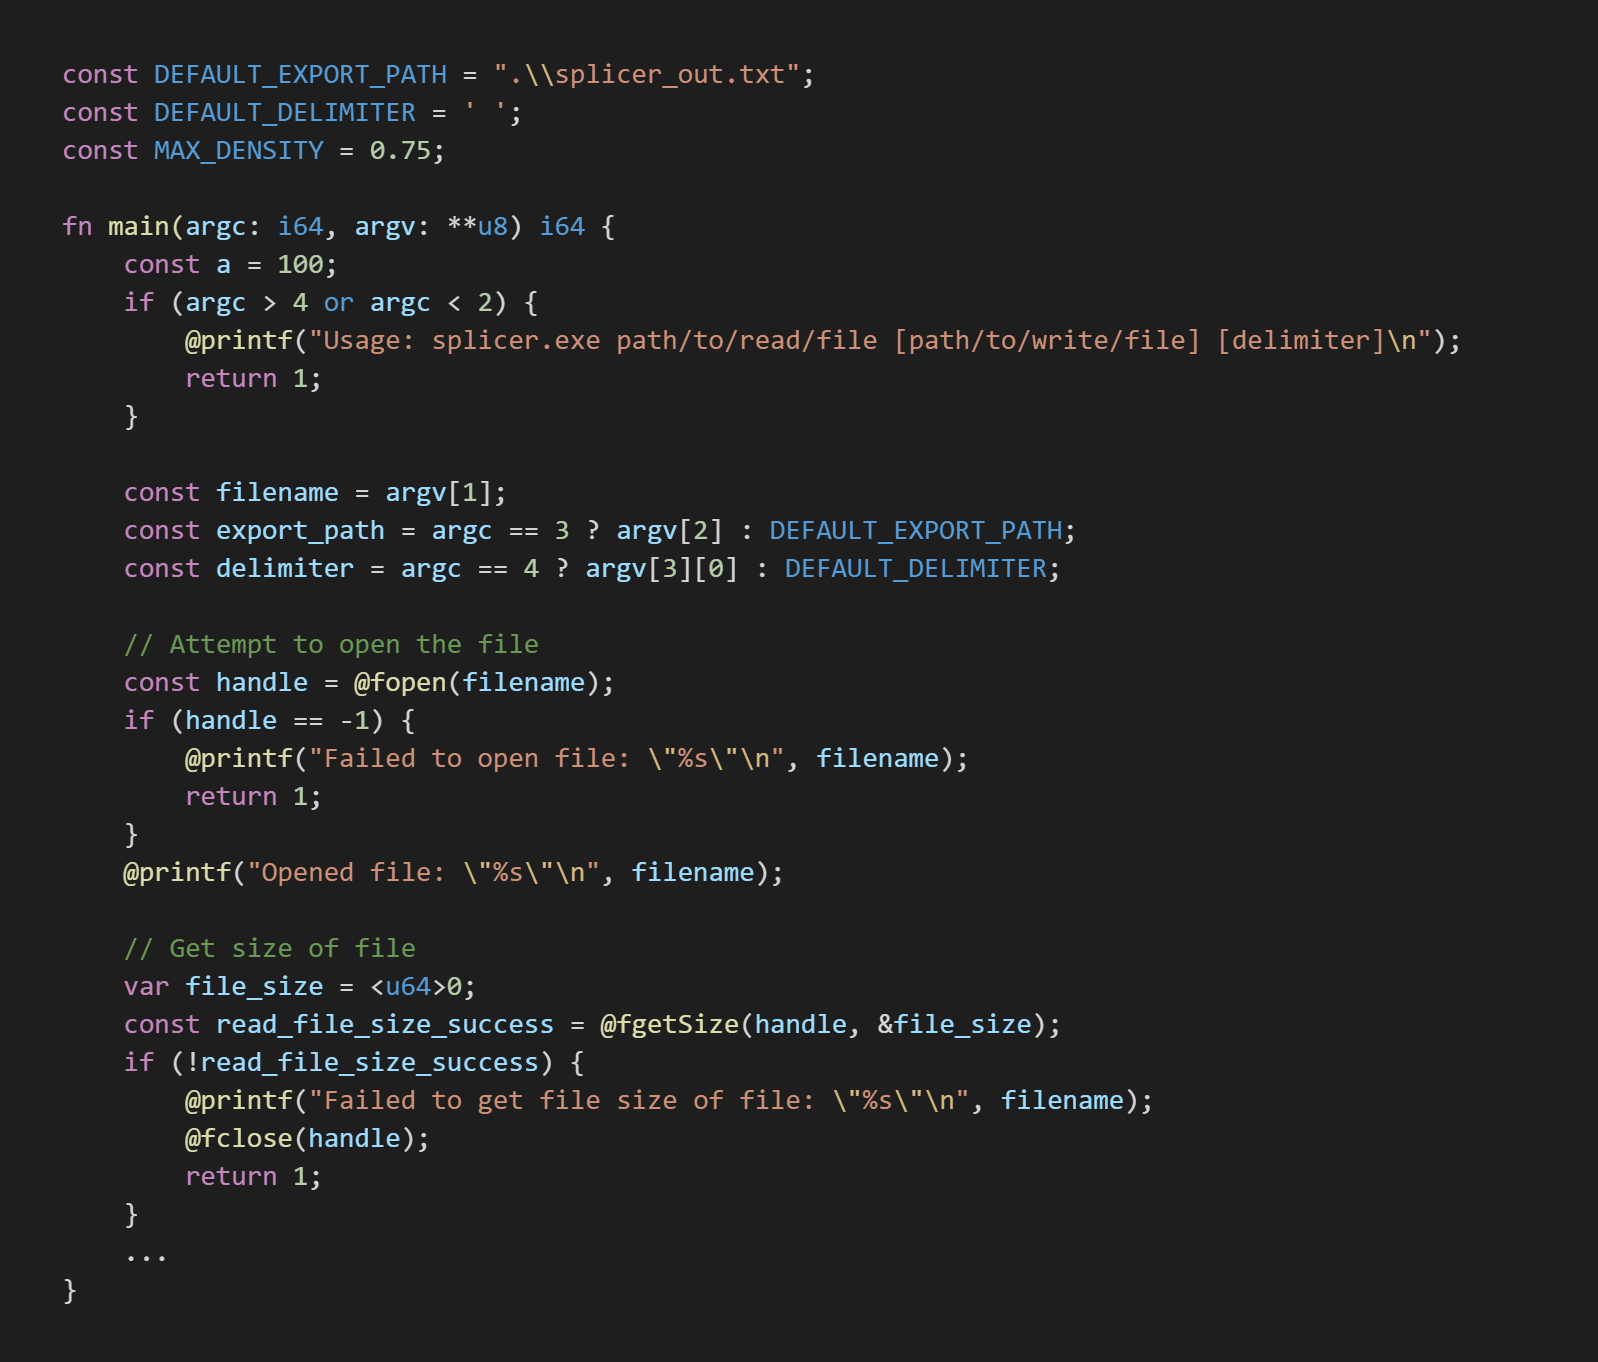 const DEFAULT_EXPORT_PATH = ".\\splicer_out.txt";
const DEFAULT_DELIMITER = ' ';
const MAX_DENSITY = 0.75;

fn main(argc: i64, argv: **u8) i64 {
    const a = 100;
    if (argc > 4 or argc < 2) {
        @printf("Usage: splicer.exe path/to/read/file [path/to/write/file] [delimiter]\n");
        return 1;
    }

    const filename = argv[1];
    const export_path = argc == 3 ? argv[2] : DEFAULT_EXPORT_PATH;
    const delimiter = argc == 4 ? argv[3][0] : DEFAULT_DELIMITER;

    // Attempt to open the file
    const handle = @fopen(filename);
    if (handle == -1) {
        @printf("Failed to open file: \"%s\"\n", filename);
        return 1;
    }
    @printf("Opened file: \"%s\"\n", filename);

    // Get size of file
    var file_size = <u64>0;
    const read_file_size_success = @fgetSize(handle, &file_size);
    if (!read_file_size_success) {
        @printf("Failed to get file size of file: \"%s\"\n", filename);
        @fclose(handle);
        return 1;
    }
    ...
}